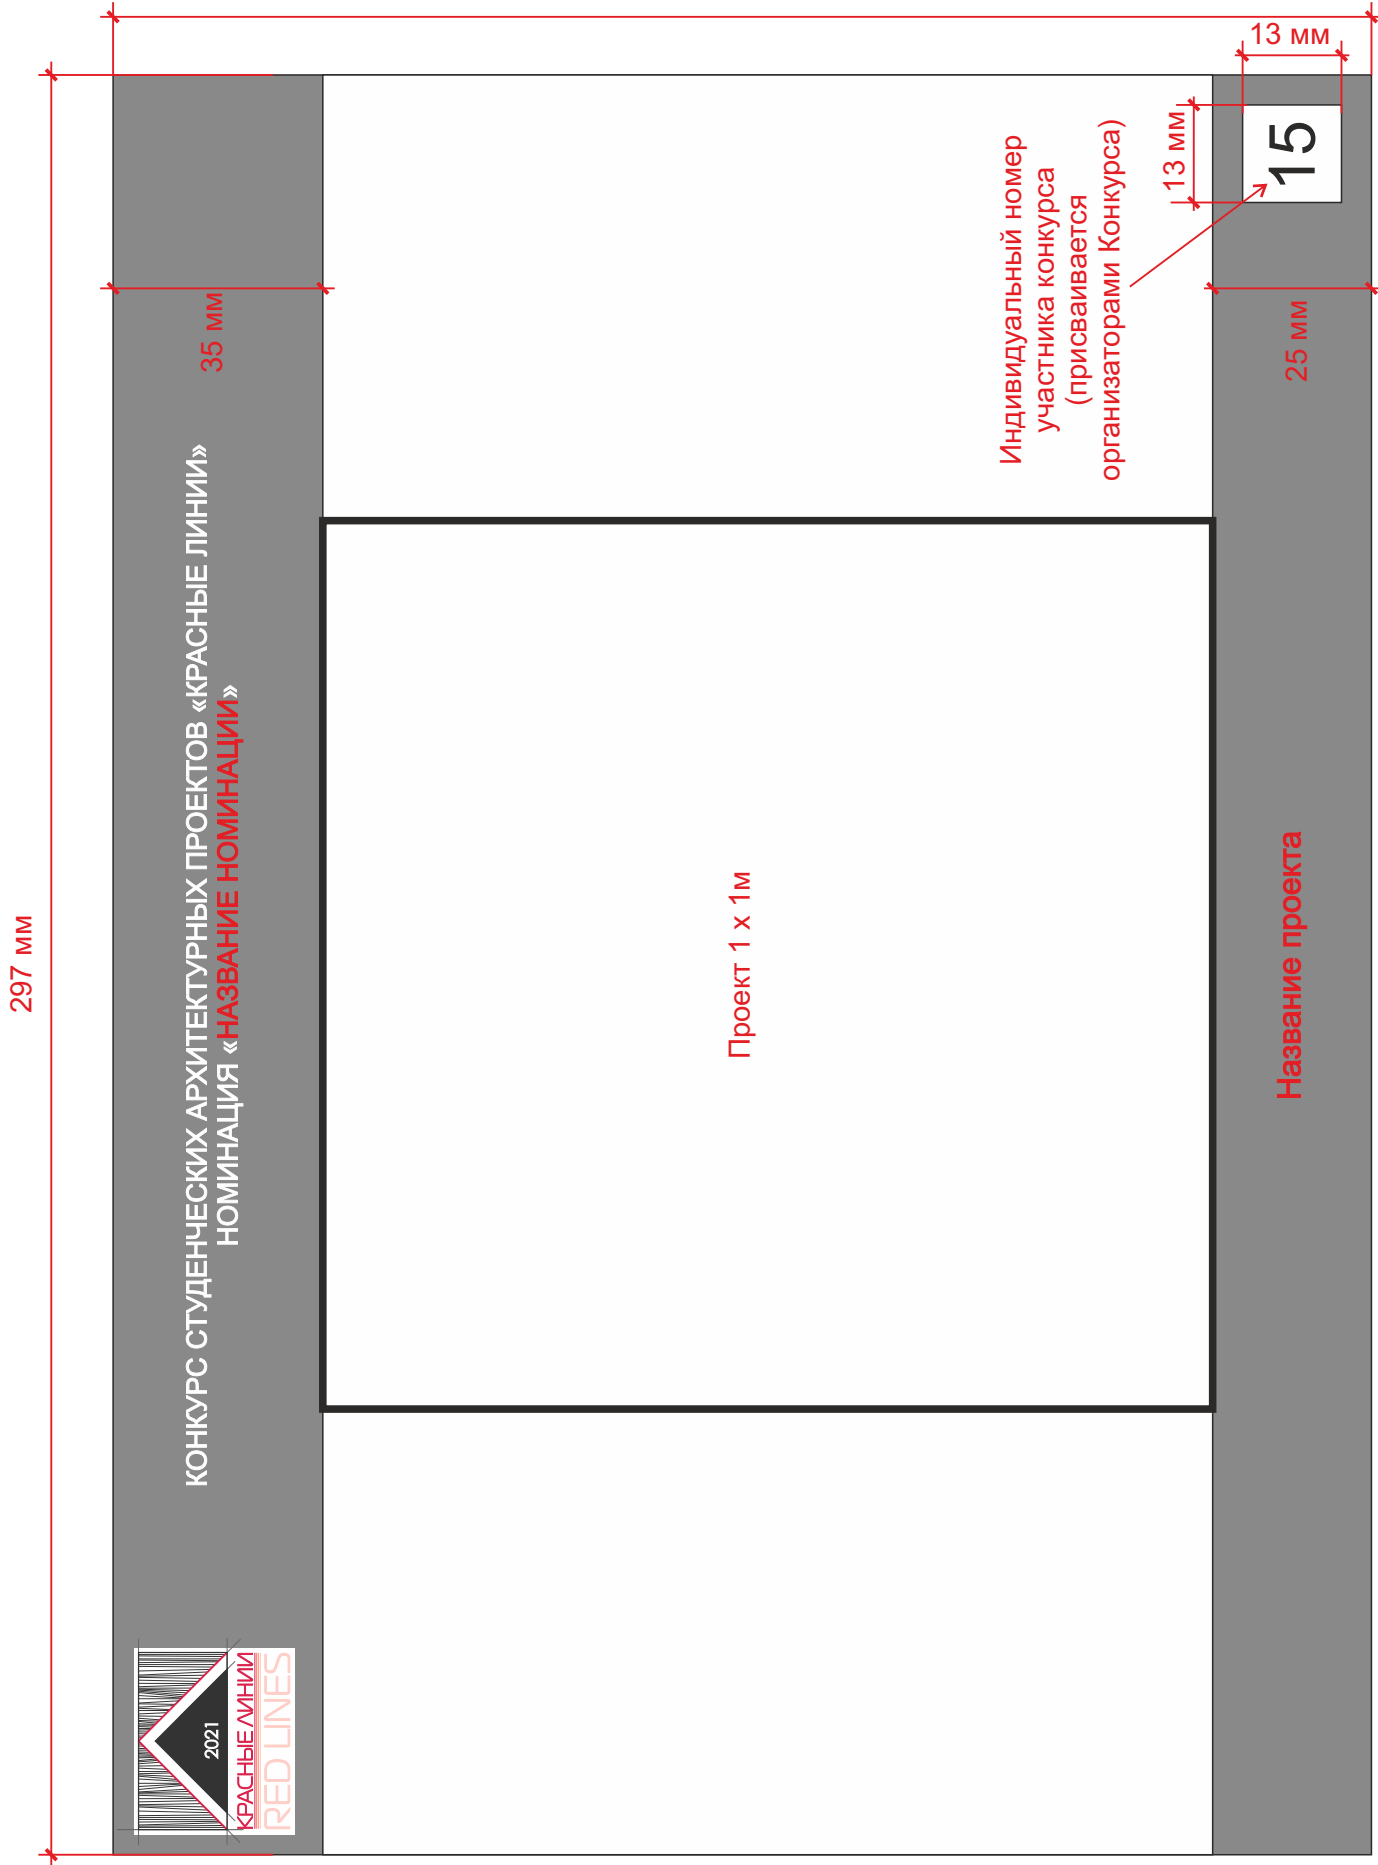 297 мм
КОНКУРС СТУДЕНЧЕСКИХ АРХИТЕКТУРНЫХ ПРОЕКТОВ «КРАСНЫЕ ЛИНИИ»
НОМИНАЦИЯ «НАЗВАНИЕ НОМИНАЦИИ»
35 мм
2021
КРАСНЫЕ ЛИНИИ
RED LINES
Проект 1 х 1м
Индивидуальный номер
участника конкурса
(присваивается
организаторами Конкурса)
13 мм
13 мм
15
25 мм
Название проекта